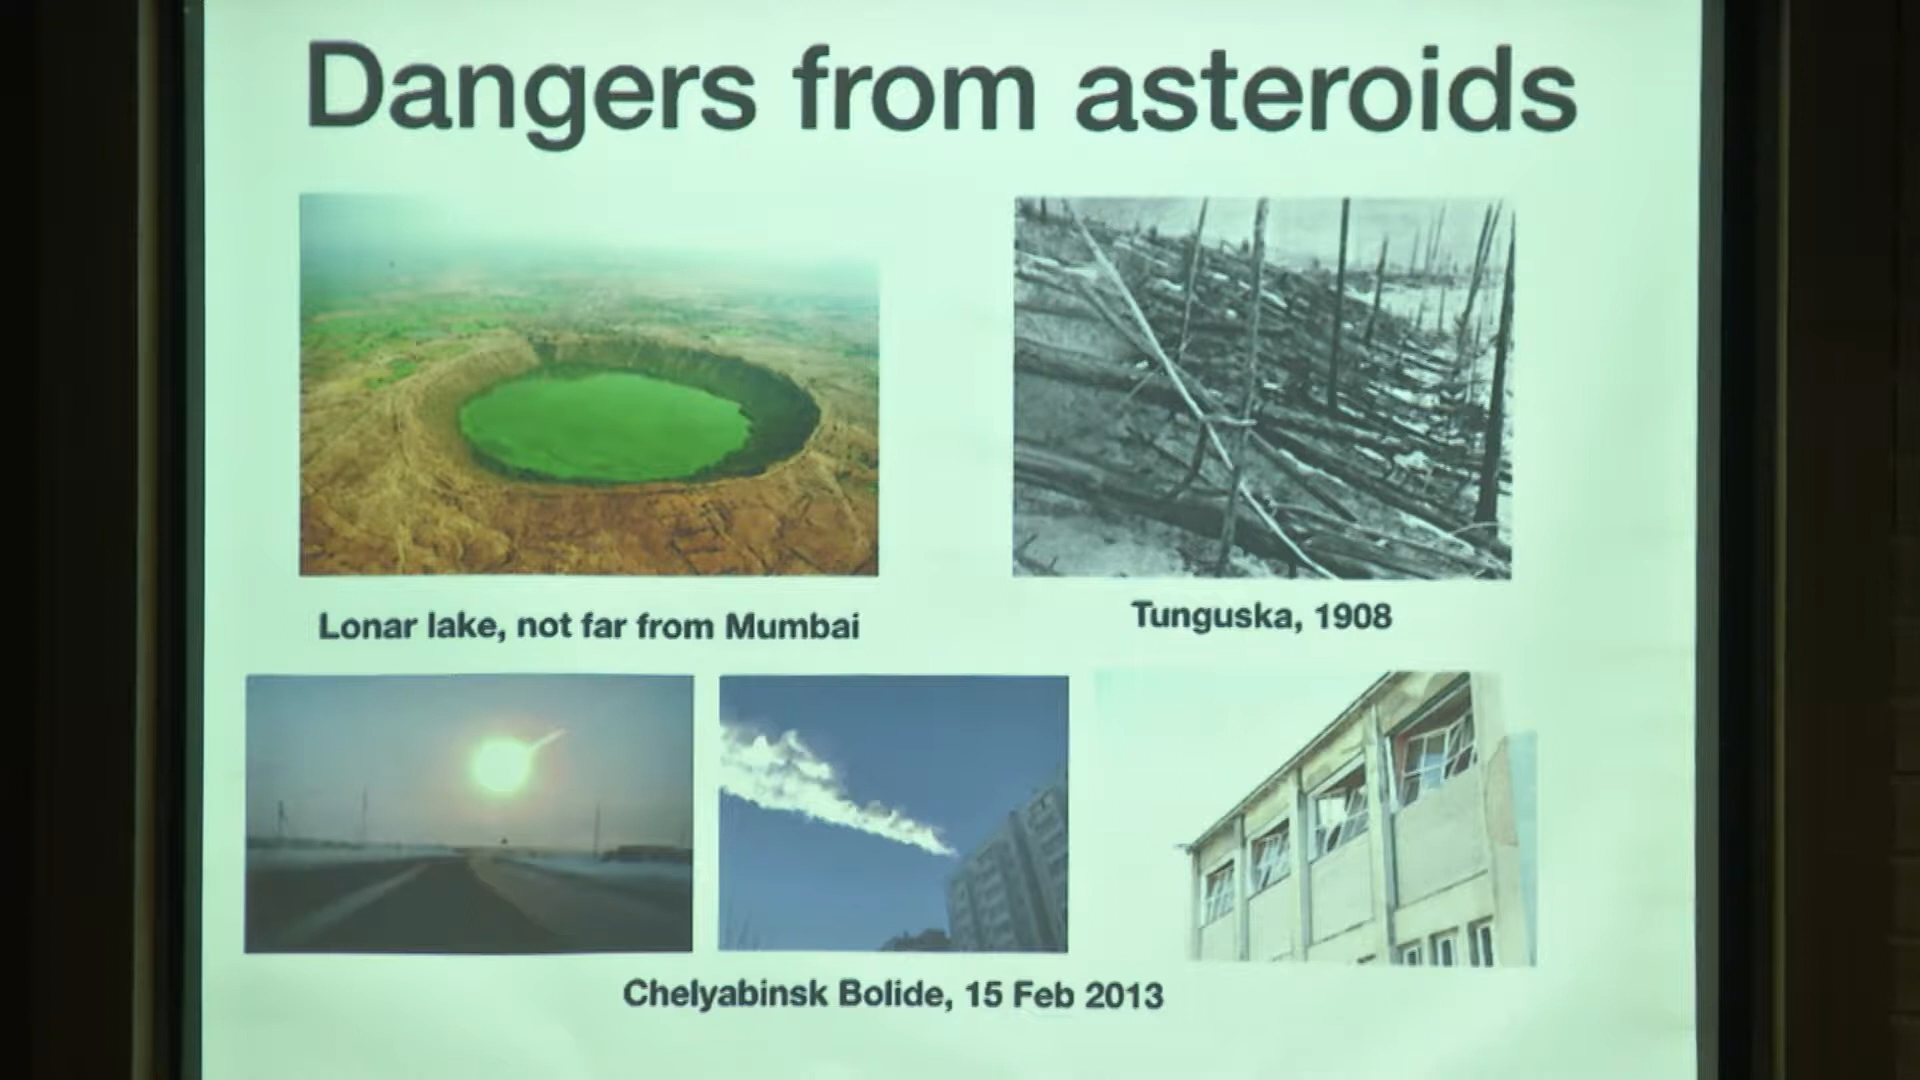 Dangers from asteroids
Lonar lake, not far from Mumbai
Tunguska, 1908
Chelyabinsk Bolide, 15 Feb 2013